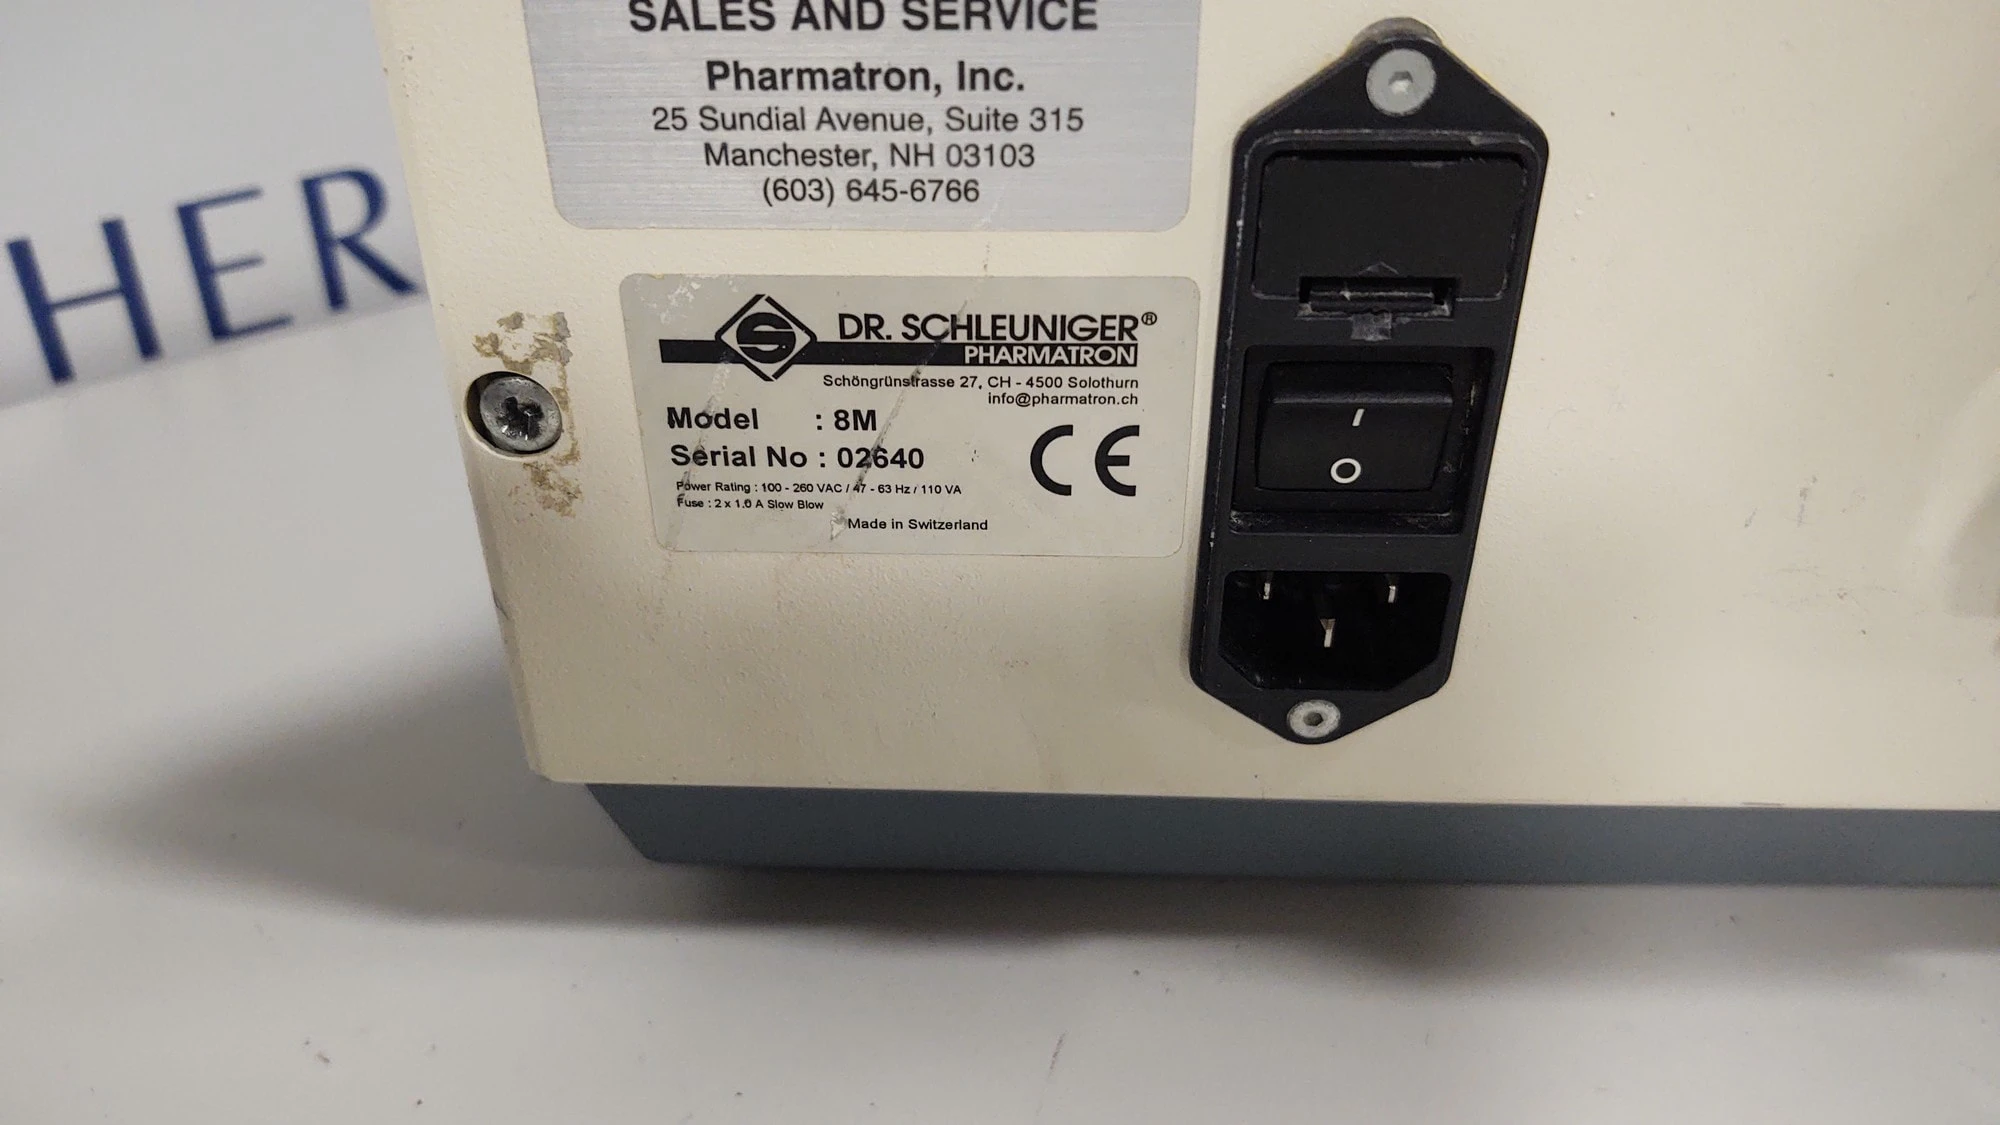 SALES AND SERVICE
Pharmatron, Inc.
25 Sundial Avenue, Suite 315
Manchester, NH 03103
(603) 645-6766
HER
S
DR. SCHLEUNIGER®
PHARMATRON
Schöngrünstrasse 27, CH - 4500 Solothurn
info@pharmatron.ch
Model : 8M
Serial No : 02640
CE
Power Rating : 100 - 260 VAC / 47 - 63 Hz / 110 VA
Fuse : 2 x 1.0 A Slow Blow
Made in Switzerland
I
O